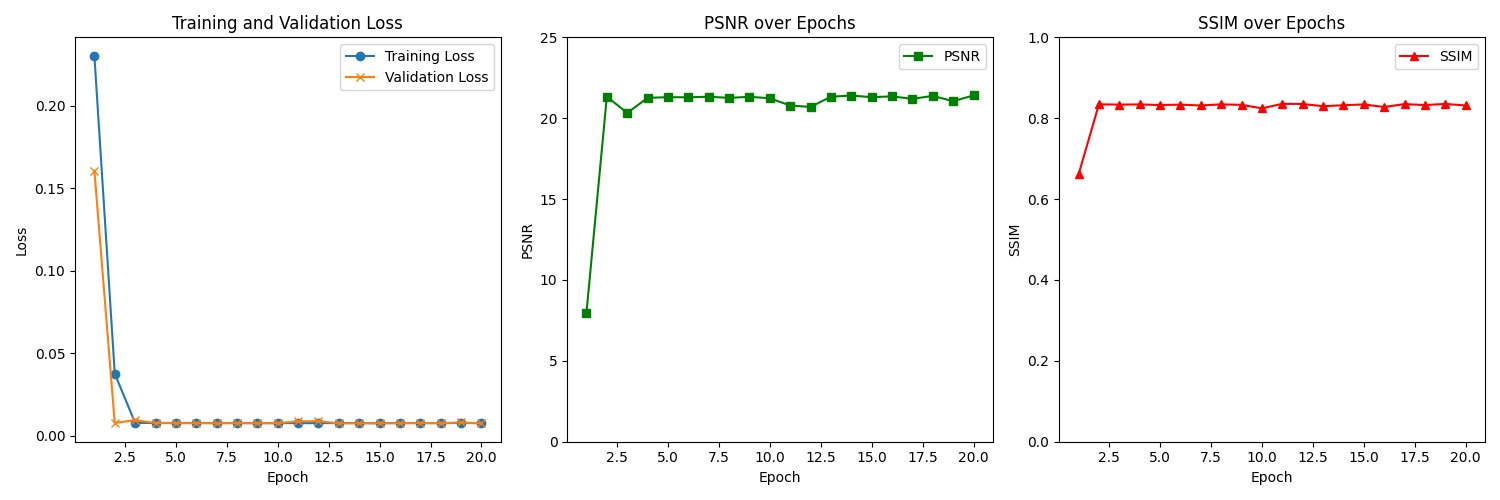 Training and Validation Loss
Training Loss
Validation Loss
0.20
0.15
0.10
0.05
0.00
Loss
2.5 5.0 7.5 10.0 12.5 15.0 17.5 20.0
Epoch
PSNR over Epochs
PSNR
25
20
15
10
5
0
PSNR
2.5 5.0 7.5 10.0 12.5 15.0 17.5 20.0
Epoch
SSIM over Epochs
SSIM
1.0
0.8
0.6
0.4
0.2
0.0
SSIM
2.5 5.0 7.5 10.0 12.5 15.0 17.5 20.0
Epoch